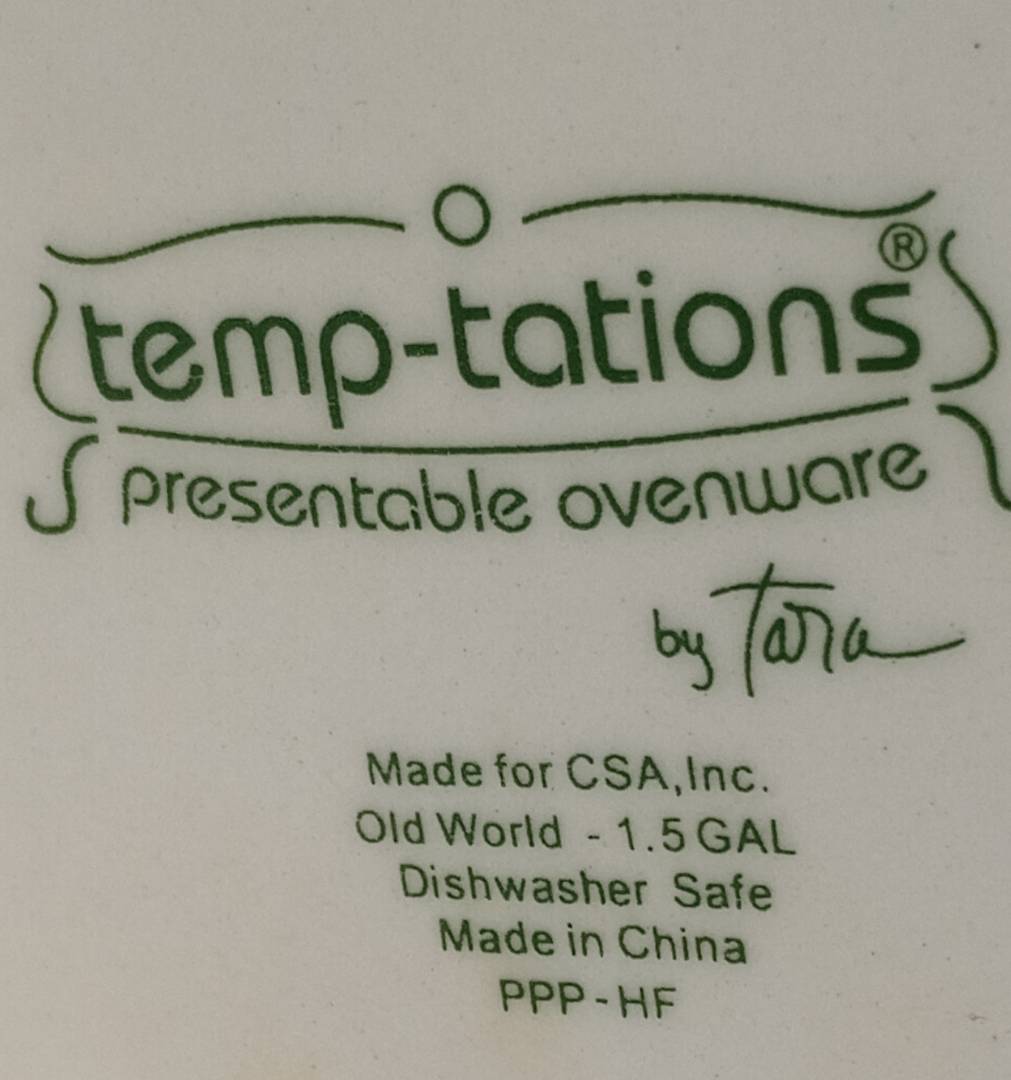 temp-tations®
presentable ovenware
by Tara
Made for CSA,Inc.
Old World - 1.5 GAL
Dishwasher Safe
Made in China
PPP-HF